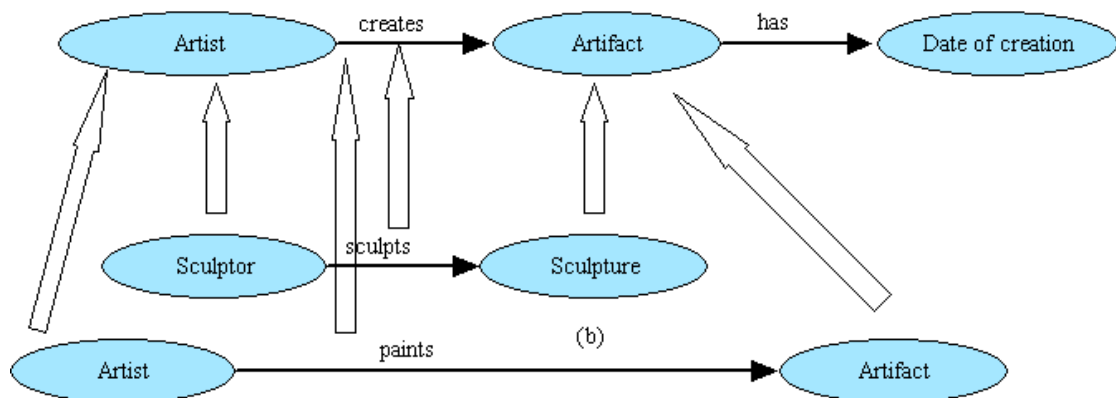 creates
has
Artist
Artifact
Date of creation
sculpts
Sculptor
Sculpture
(b)
paints
Artist
Artifact